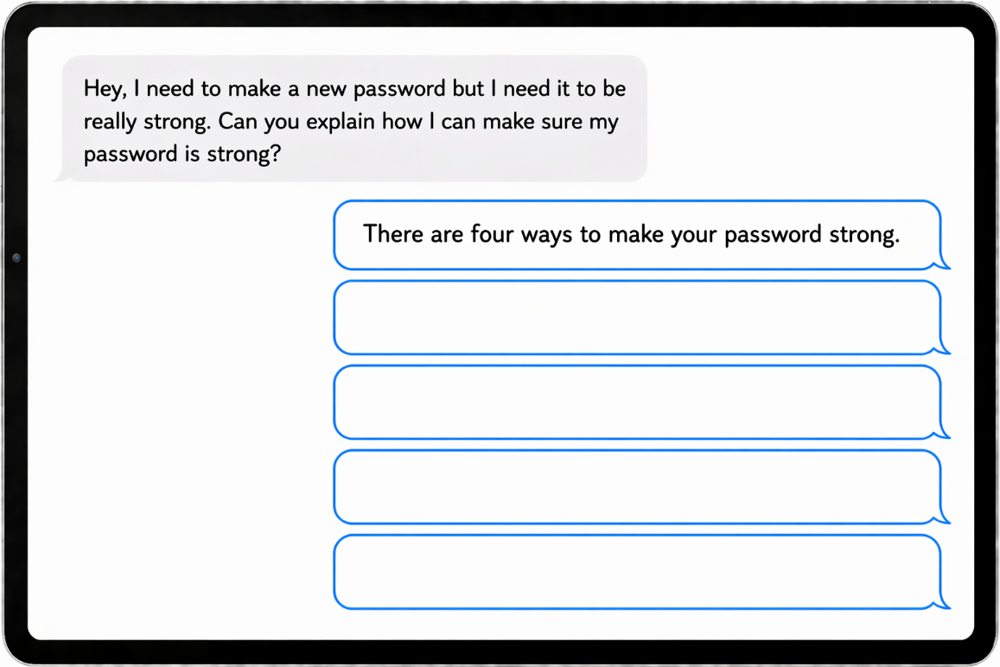 Hey, I need to make a new password but I need it to be
really strong. Can you explain how I can make sure my
password is strong?
There are four ways to make your password strong.